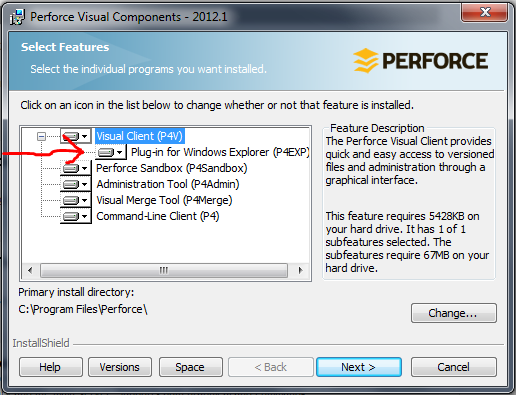 Perforce Visual Components - 2012.1
Select Features
Select the individual programs you want installed.
PERFORCE
Click on an icon in the list below to change whether or not that feature is installed.
Visual Client (P4V)
Plug-in for Windows Explorer (P4EXP)
Perforce Sandbox (P4Sandbox)
Administration Tool (P4Admin)
Visual Merge Tool (P4Merge)
Command-Line Client (P4)
Feature Description
The Perforce Visual Client provides
quick and easy access to versioned
files and administration through a
graphical interface.
This feature requires 5428KB on
your hard drive. It has 1 of 1
subfeatures selected. The
subfeatures require 67MB on your
hard drive.
Primary install directory:
C:\Program Files\Perforce\
Change...
InstallShield
Help
Versions
Space
< Back
Next >
Cancel